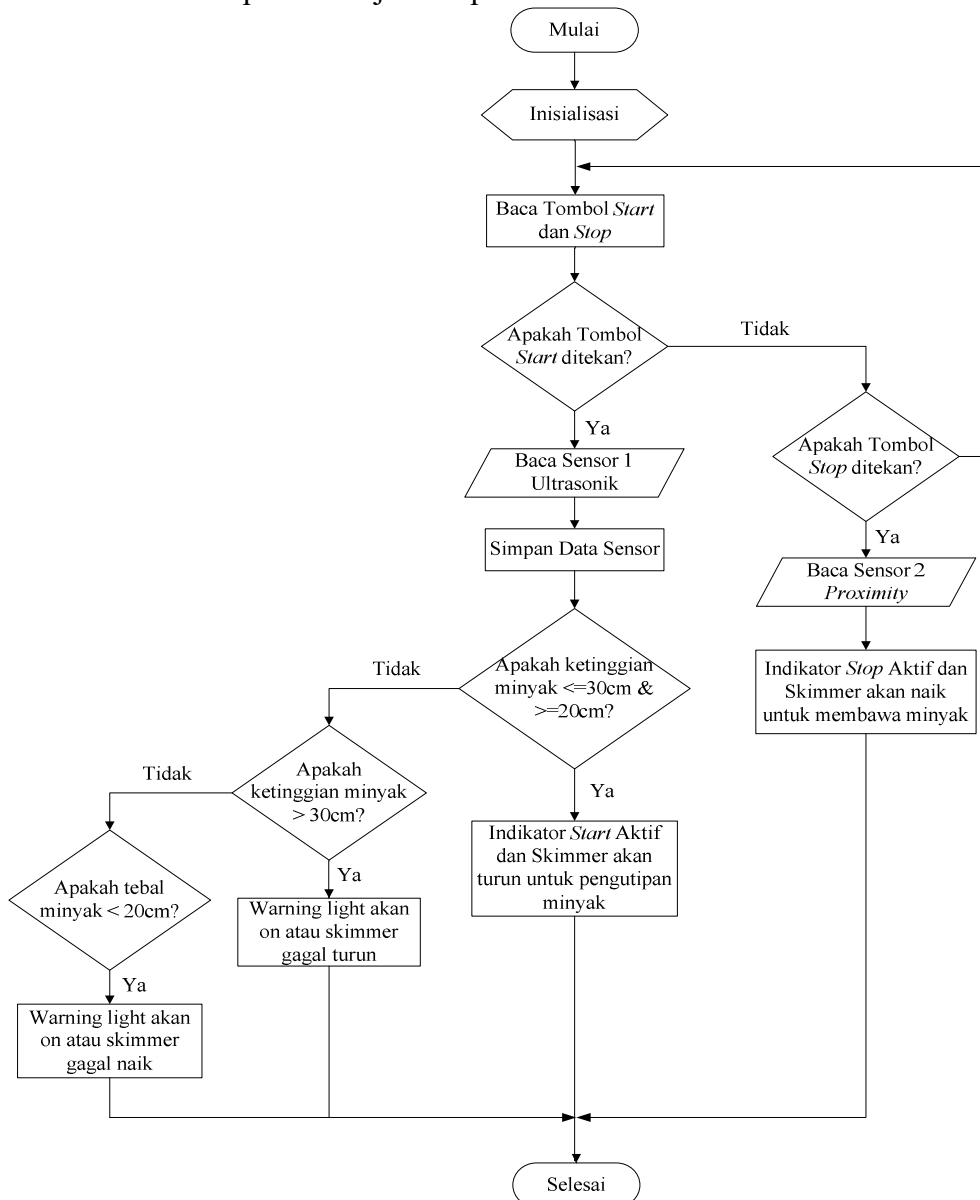 Mulai
Inisialisasi
Baca Tombol Start
dan Stop
Apakah Tombol
Start ditekan?
Tidak
Ya
Apakah Tombol
Stop ditekan?
Baca Sensor 1
Ultrasonik
Ya
Simpan Data Sensor
Baca Sensor 2
Proximity
Apakah ketinggian
minyak <=30cm &
>=20cm?
Tidak
Indikator Stop Aktif dan
Skimmer akan naik
untuk membawa minyak
Apakah
ketinggian minyak
> 30cm?
Tidak
Ya
Indikator Start Aktif
dan Skimmer akan
turun untuk pengutipan
minyak
Apakah tebal
minyak < 20cm?
Ya
Warning light akan
on atau skimmer
gagal turun
Ya
Warning light akan
on atau skimmer
gagal naik
Selesai